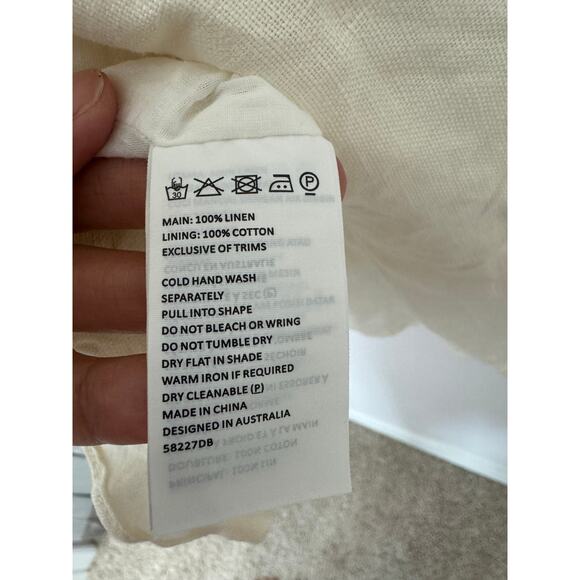 30 P
MAIN: 100% LINEN
LINING: 100% COTTON
EXCLUSIVE OF TRIMS
COLD HAND WASH
SEPARATELY
PULL INTO SHAPE
DO NOT BLEACH OR WRING
DO NOT TUMBLE DRY
DRY FLAT IN SHADE
WARM IRON IF REQUIRED
DRY CLEANABLE (P)
MADE IN CHINA
DESIGNED IN AUSTRALIA
58227DB